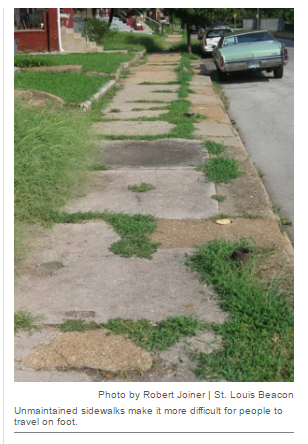 Photo by Robert Joiner | St. Louis Beacon
Unmaintained sidewalks make it more difficult for people to
travel on foot.